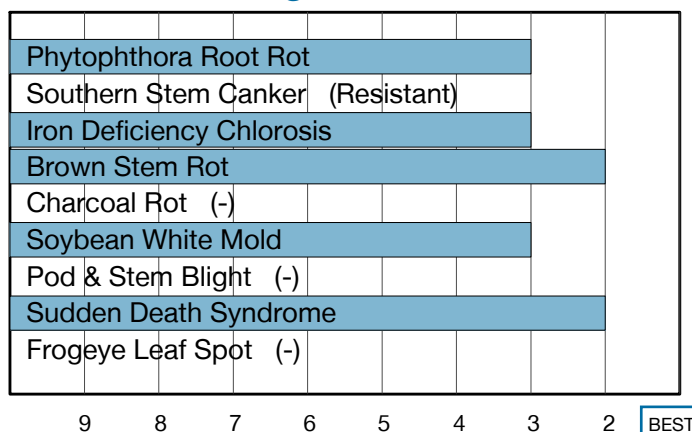 Phytophthora Root Rot
Southern Stem Canker (Resistant)
Iron Deficiency Chlorosis
Brown Stem Rot
Charcoal Rot (-)
Soybean White Mold
Pod & Stem Blight (-)
Sudden Death Syndrome
Frogeye Leaf Spot (-)
9 8 7 6 5 4 3 2 BEST